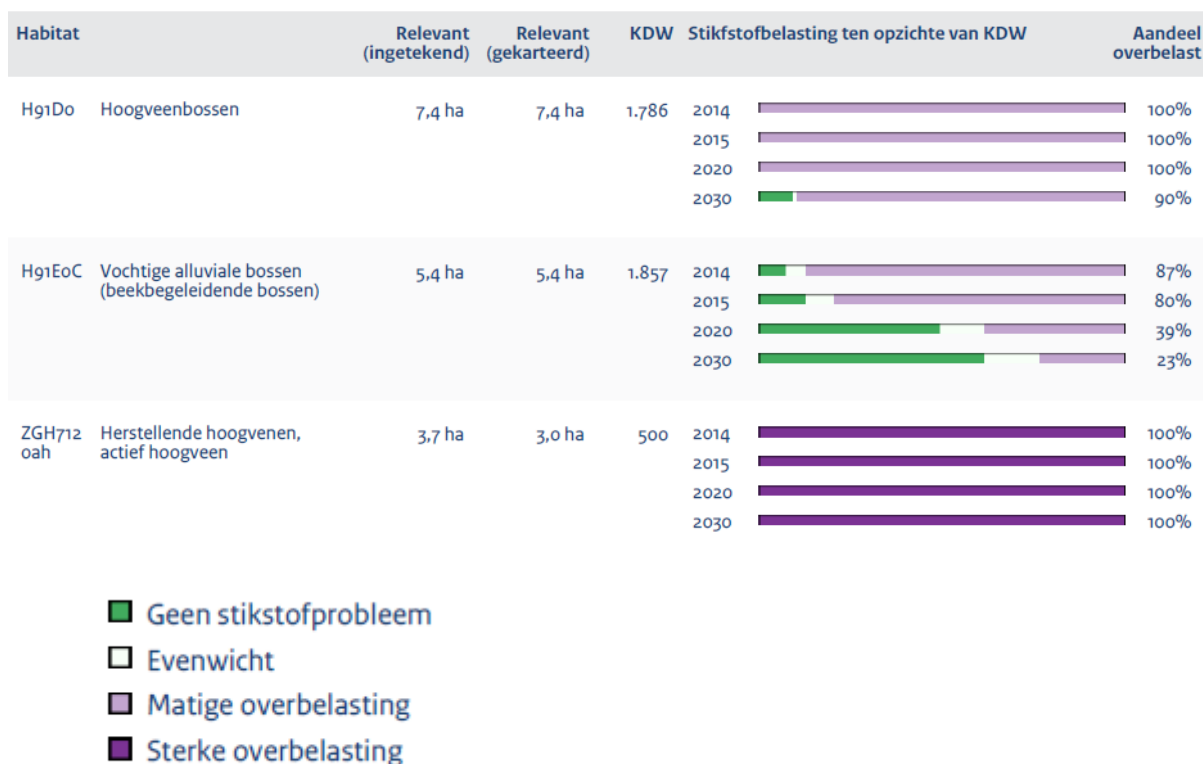 Habitat Relevant (ingetekend) Relevant (gekarteerd) KDW Stikfstofbelasting ten opzichte van KDW Aandeel overbelast
H91D0 Hoogveenbossen 7,4 ha 7,4 ha 1.786 2014 100%
2015 100%
2020 100%
2030 90%
H91E0C Vochtige alluviale bossen (beekbegeleidende bossen) 5,4 ha 5,4 ha 1.857 2014 87%
2015 80%
2020 39%
2030 23%
ZGH712 0ah Herstellende hoogvenen, actief hoogveen 3,7 ha 3,0 ha 500 2014 100%
2015 100%
2020 100%
2030 100%
Geen stikstofprobleem
Evenwicht
Matige overbelasting
Sterke overbelasting